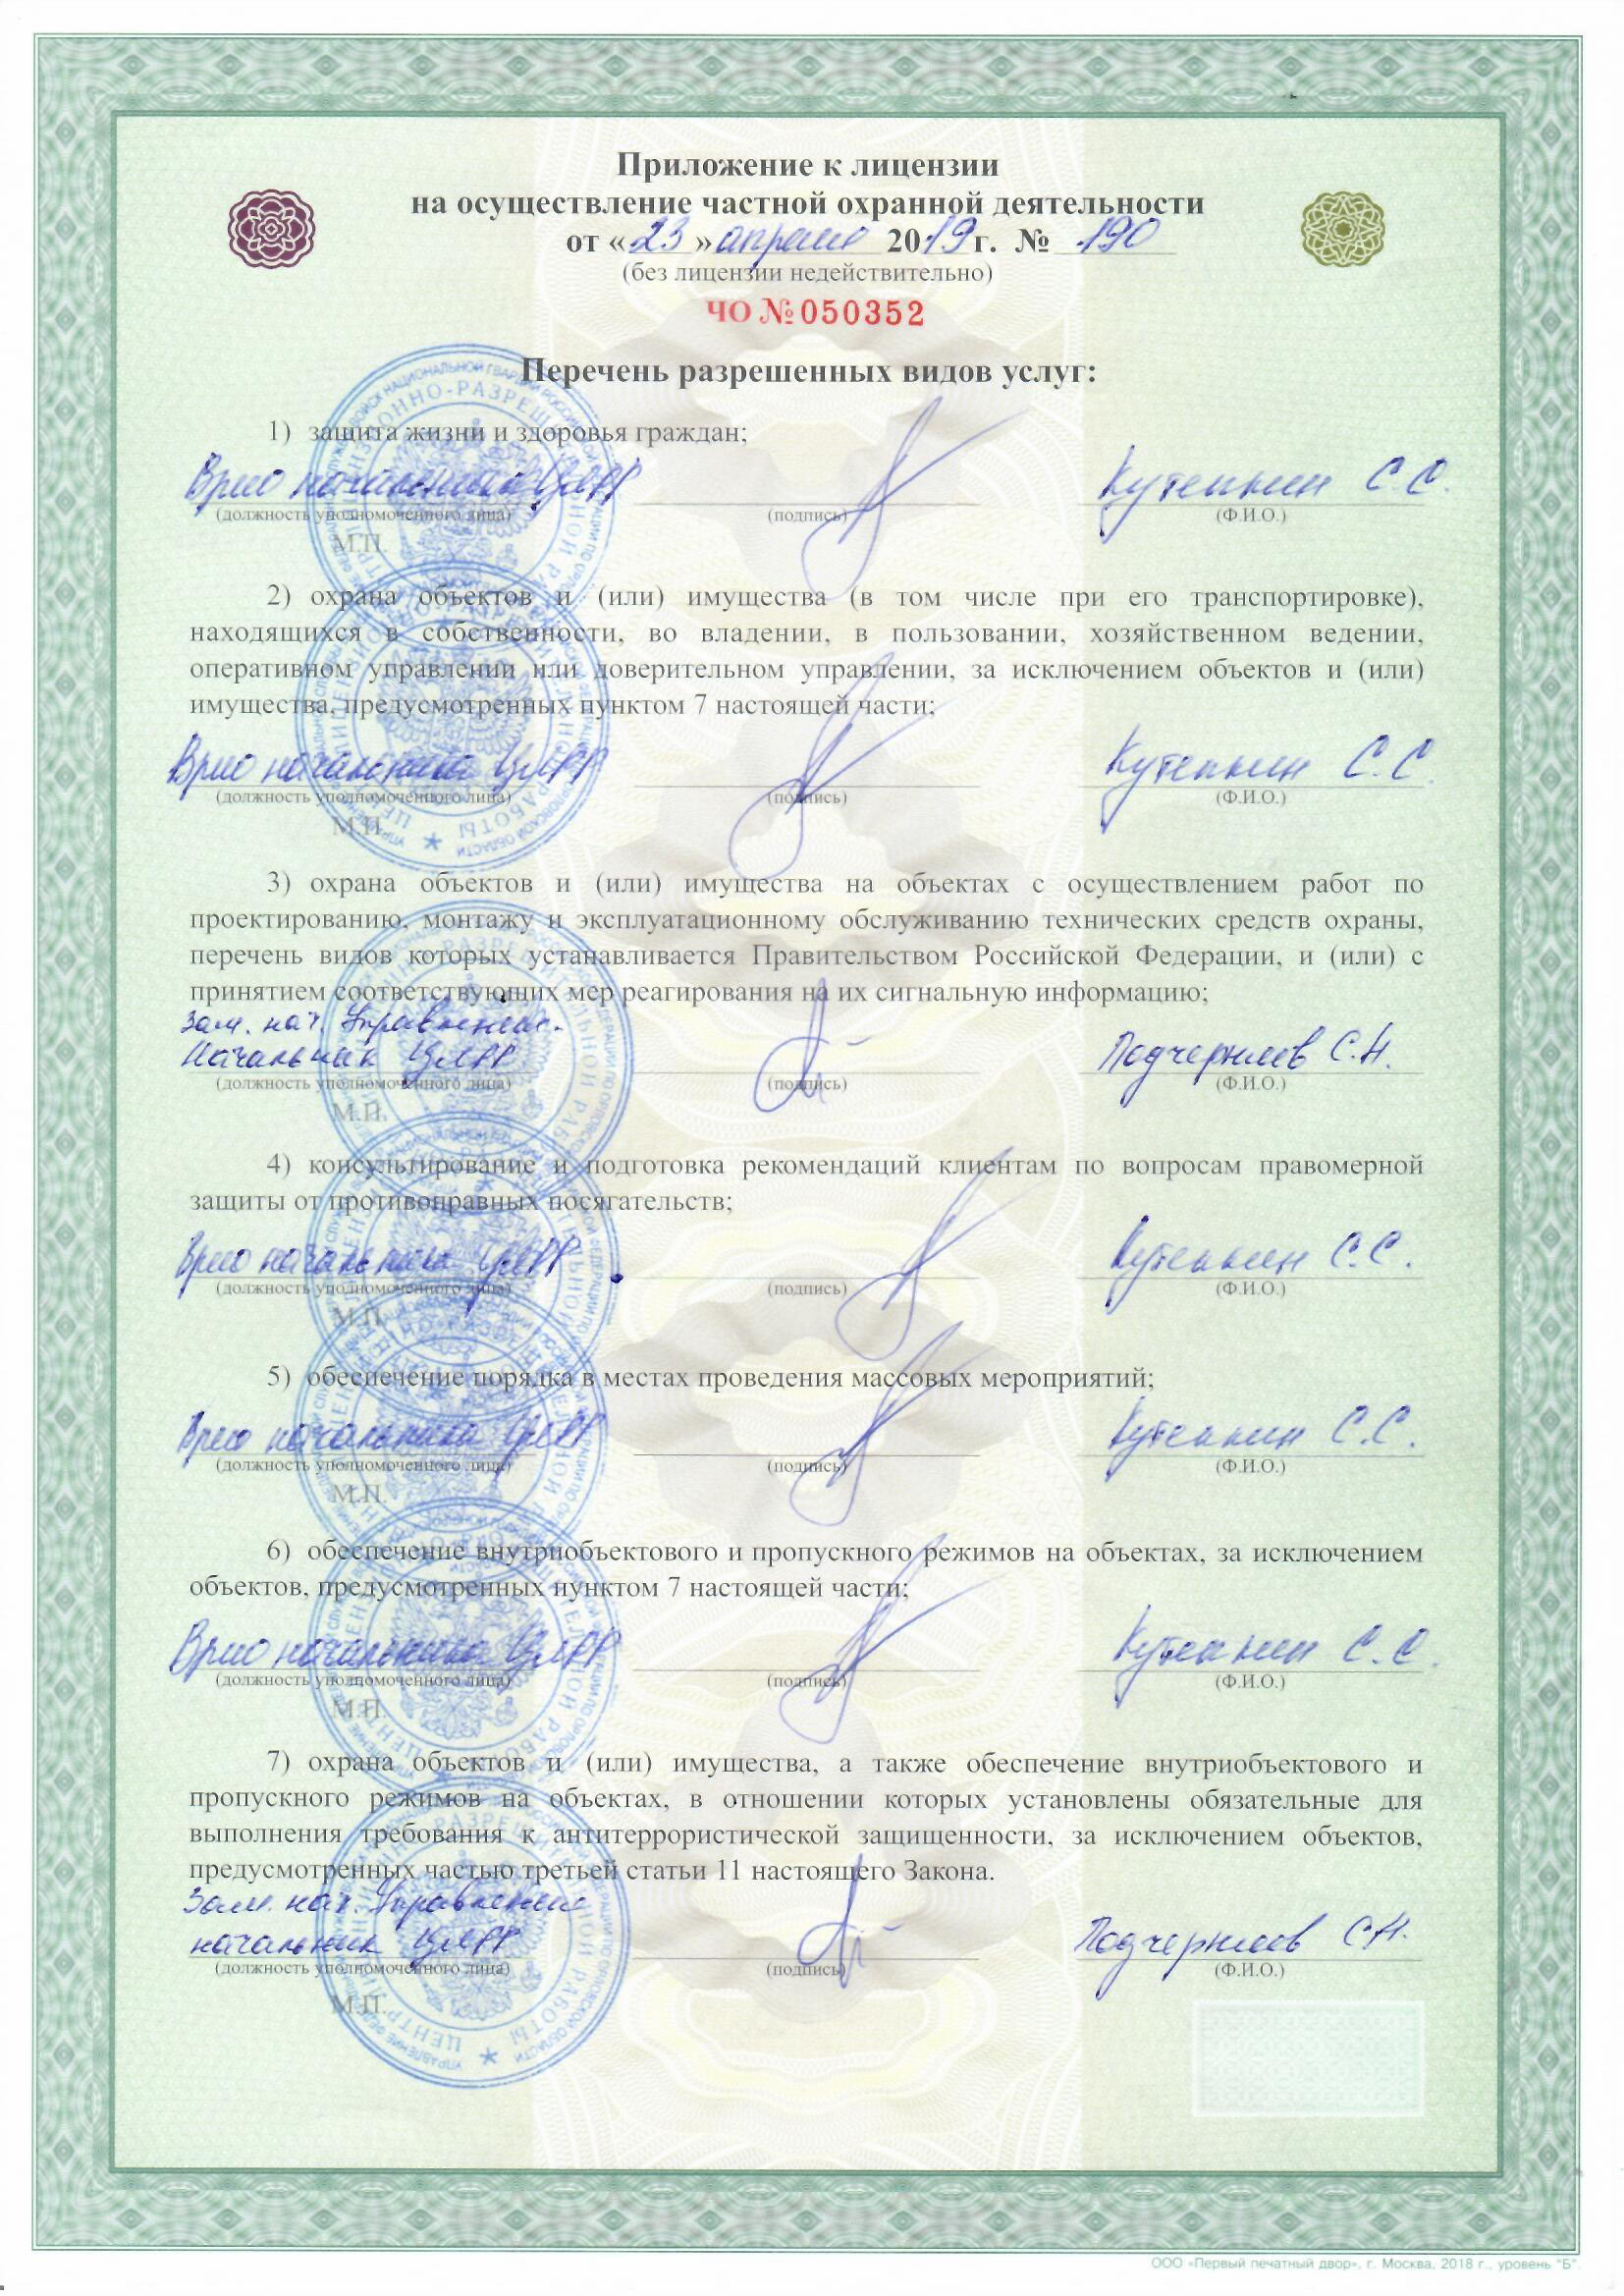 Приложение к лицензии
на осуществление частной охранной деятельности
от «23» апреля 2019 г. № 190
(без лицензии недействительно)
ЧО № 050352
Перечень разрешенных видов услуг:
1) защита жизни и здоровья граждан;
Врио начальника ЦЛРР Кутепкин С.С.
(должность уполномоченного лица) (подпись) (Ф.И.О.)
М.П.
2) охрана объектов и (или) имущества (в том числе при его транспортировке),
находящихся в собственности, во владении, в пользовании, хозяйственном ведении,
оперативном управлении или доверительном управлении, за исключением объектов и (или)
имущества, предусмотренных пунктом 7 настоящей части;
Врио начальника ЦЛРР Кутепкин С.С.
(должность уполномоченного лица) (подпись) (Ф.И.О.)
М.П.
3) охрана объектов и (или) имущества на объектах с осуществлением работ по
проектированию, монтажу и эксплуатационному обслуживанию технических средств охраны,
перечень видов которых устанавливается Правительством Российской Федерации, и (или) с
принятием соответствующих мер реагирования на их сигнальную информацию;
Зам. нач. Управления-
Начальник ЦЛРР Подчерняев С.Н.
(должность уполномоченного лица) (подпись) (Ф.И.О.)
М.П.
4) консультирование и подготовка рекомендаций клиентам по вопросам правомерной
защиты от противоправных посягательств;
Врио начальника ЦЛРР Кутепкин С.С.
(должность уполномоченного лица) (подпись) (Ф.И.О.)
М.П.
5) обеспечение порядка в местах проведения массовых мероприятий;
Врио начальника ЦЛРР Кутепкин С.С.
(должность уполномоченного лица) (подпись) (Ф.И.О.)
М.П.
6) обеспечение внутриобъектового и пропускного режимов на объектах, за исключением
объектов, предусмотренных пунктом 7 настоящей части;
Врио начальника ЦЛРР Кутепкин С.С.
(должность уполномоченного лица) (подпись) (Ф.И.О.)
М.П.
7) охрана объектов и (или) имущества, а также обеспечение внутриобъектового и
пропускного режимов на объектах, в отношении которых установлены обязательные для
выполнения требования к антитеррористической защищенности, за исключением объектов,
предусмотренных частью третьей статьи 11 настоящего Закона.
Зам. нач. Управления
начальник ЦЛРР Подчерняев С.Н.
(должность уполномоченного лица) (подпись) (Ф.И.О.)
М.П.
ООО «Первый печатный двор», г. Москва, 2018 г., уровень "Б".